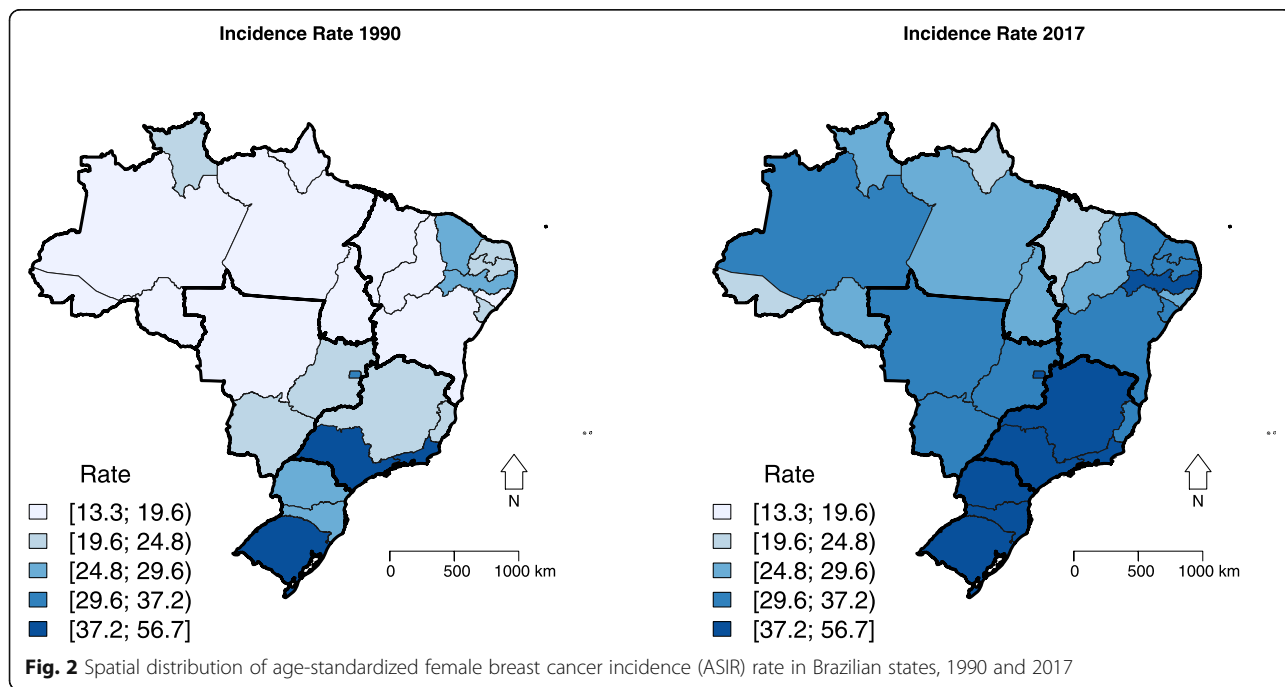 Incidence Rate 1990
Incidence Rate 2017
Rate
[13.3; 19.6)
[19.6; 24.8)
[24.8; 29.6)
[29.6; 37.2)
[37.2; 56.7]
N
0 500 1000 km
Rate
[13.3; 19.6)
[19.6; 24.8)
[24.8; 29.6)
[29.6; 37.2)
[37.2; 56.7]
N
0 500 1000 km
Fig. 2 Spatial distribution of age-standardized female breast cancer incidence (ASIR) rate in Brazilian states, 1990 and 2017